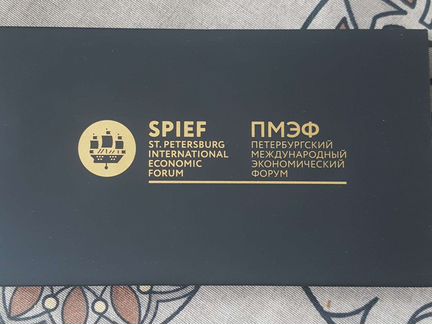 SPIEF
ST. PETERSBURG
INTERNATIONAL
ECONOMIC
FORUM
ПМЭФ
ПЕТЕРБУРГСКИЙ
МЕЖДУНАРОДНЫЙ
ЭКОНОМИЧЕСКИЙ
ФОРУМ